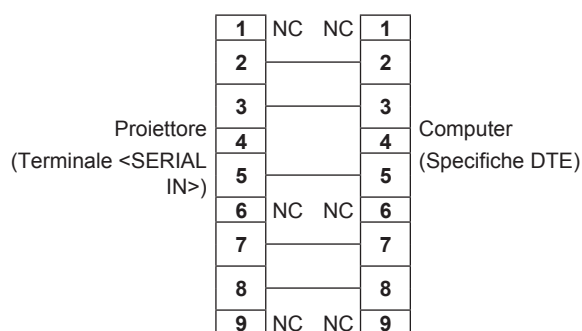 1 NC NC 1
2 2
3 3
Proiettore
4 4
Computer
(Terminale <SERIAL
IN>)
(Specifiche DTE)
5 5
6 NC NC 6
7 7
8 8
9 NC NC 9